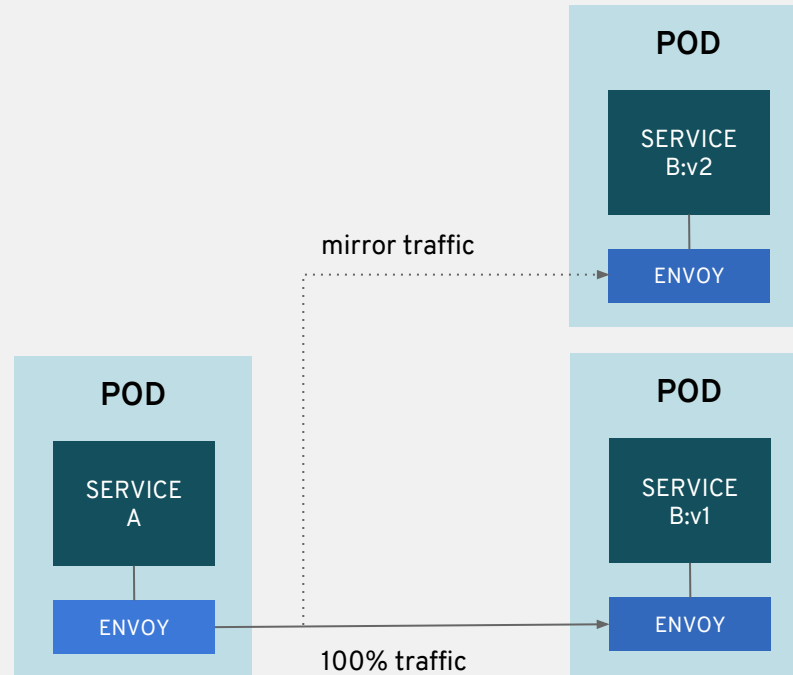 POD
SERVICE
B:v2
ENVOY
mirror traffic
POD
SERVICE
A
ENVOY
100% traffic
POD
SERVICE
B:v1
ENVOY